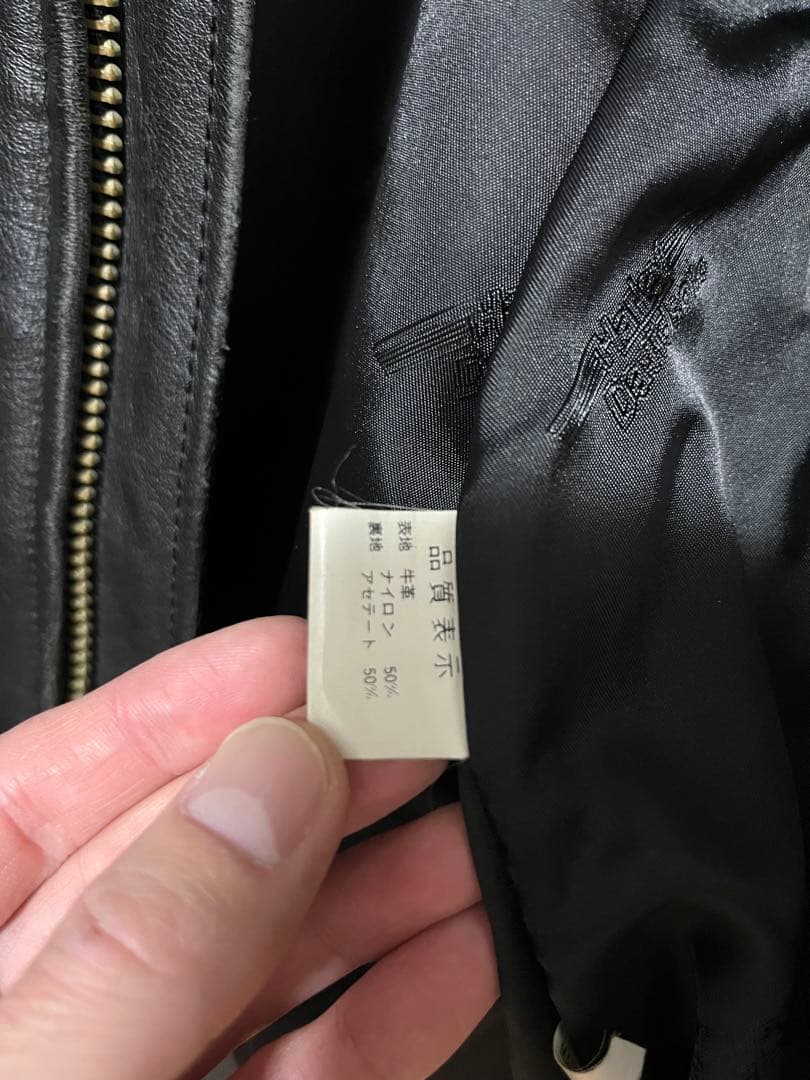 品質表示
表地 牛革
裏地 ナイロン 50%
アセテート 50%